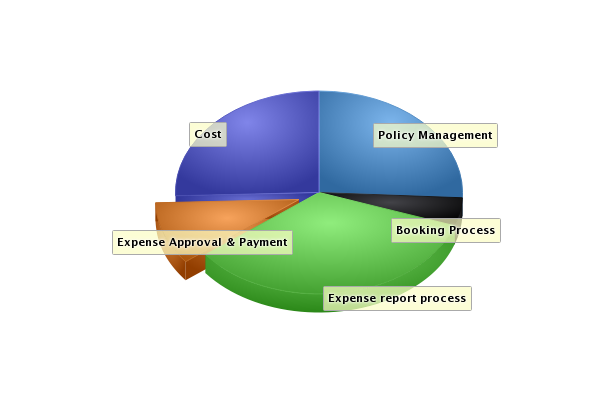 Cost
Policy Management
Booking Process
Expense Approval & Payment
Expense report process